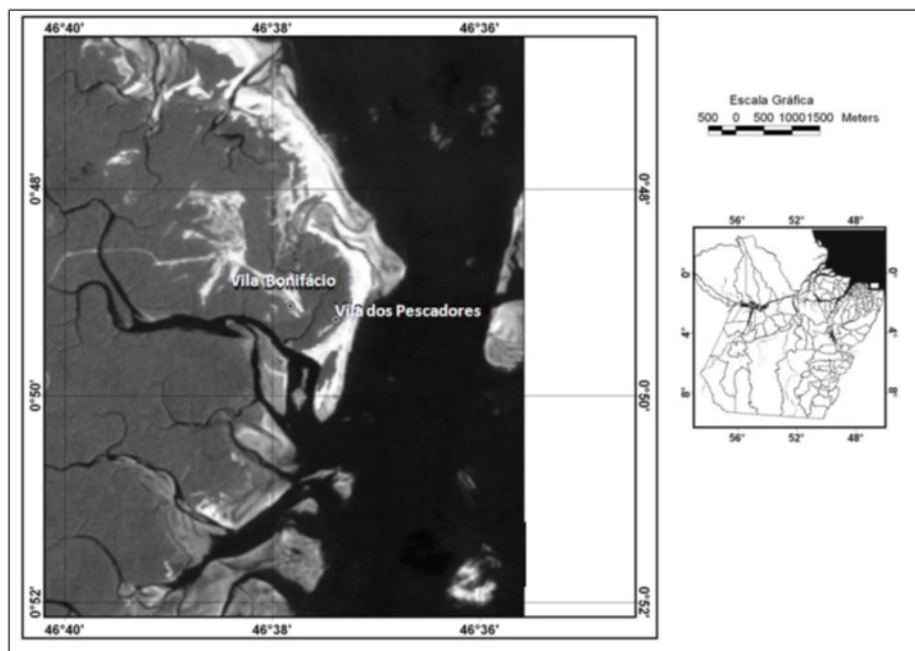 46°40' 46°38' 46°36'
0°48' 0°48'
Vila Bonifácio
Vila dos Pescadores
0°50' 0°50'
0°52' 0°52'
46°40' 46°38' 46°36'
Escala Gráfica
500 0 500 1000 1500 Meters
56° 52° 48°
0° 0°
4° 4°
8° 8°
56° 52° 48°